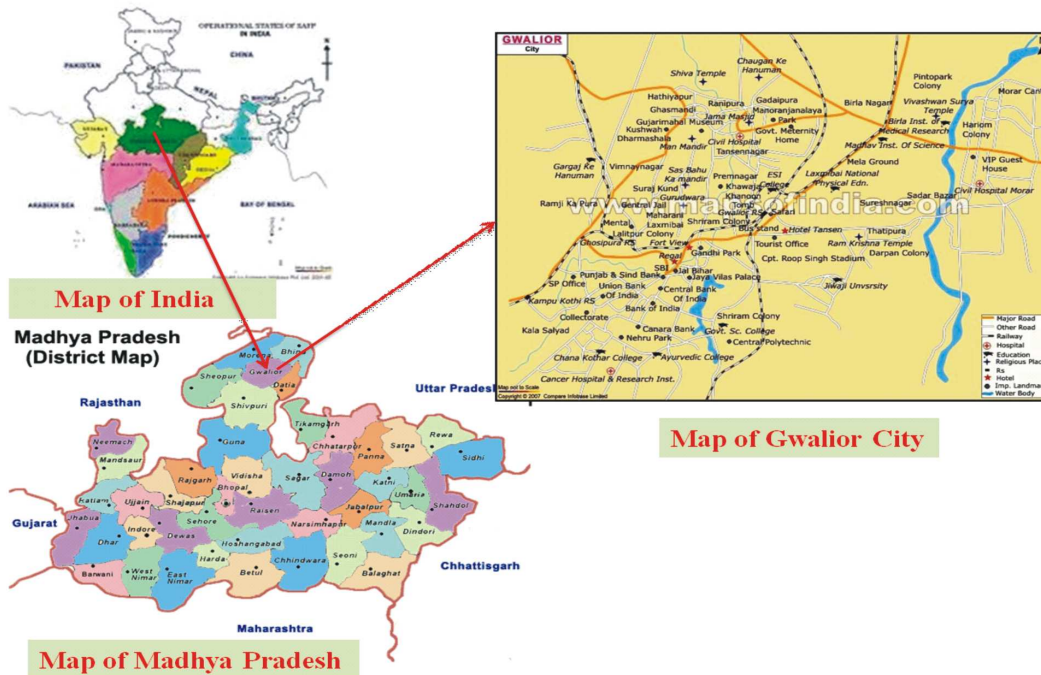 OPERATIONAL STATES OF SAFP
IN INDIA
PAKISTAN
CHINA
NEPAL
BHUTAN
ARABIAN SEA
BAY OF BENGAL
Map of India
Madhya Pradesh
(District Map)
Uttar Pradesh
Rajasthan
Gujarat
Chhattisgarh
Maharashtra
Morena
Bhind
Gwalior
Datia
Sheopur
Shivpuri
Tikamgarh
Chhatarpur
Panna
Satna
Rewa
Sidhi
Neemach
Mandsaur
Guna
Rajgarh
Vidisha
Bhopal
Sagar
Damoh
Katni
Umaria
Shahdol
Ratlam
Ujjain
Shajapur
Sehore
Raisen
Narsimhapur
Jabalpur
Mandla
Dindori
Jhabua
Dhar
Indore
Dewas
Harda
Hoshangabad
Chhindwara
Seoni
Balaghat
Barwani
West
Nimar
East
Nimar
Betul
Map of Madhya Pradesh
GWALIOR
City
Shiva Temple
Chaugan Ke
Hanuman
Pintopark
Colony
Morar Cant
Hathiyapur
Ghasmandi
Ranipura
Gadaipura
Manoranjanalaya
Birla Nagar
Vivashwan Surya
Temple
Gujarimahal Museum
Jama Masjid
Park
Birla Inst. of
Medical Research
Hariom
Colony
Kushwah
Dharmashala
Man Mandir
Civil Hospital
Tansennagar
Govt. Meternity
Home
Madhav Inst. Of Science
Mela Ground
VIP Guest
House
Gargaj Ke
Hanuman
Vimnaynagar
Sas Bahu
Ka mandir
Premnagar
ESI
College
Laxmibai National
Physical Edn.
Civil Hospital Morar
Suraj Kund
Gurudwara
Khawaja
Khanoon
Tomb
Sadar Bazar
Ramji Ka Pura
Centrel Jail
Maharani
Laxmibai
Gwalior RS
Safari
Sureshnagar
www.mapsofindia.com
Mental
Lalitpur Colony
Shriram Colony
Bus stand
Hotel Tansen
Thatipura
Ghosipura RS
Fort View
Regal
Gandhi Park
Tourist Office
Ram Krishna Temple
Darpan Colony
SBI
Jal Bihar
Cpt. Roop Singh Stadium
Punjab & Sind Bank
SP Office
Union Bank
Of India
Jaya Vilas Palace
Central Bank
Of India
Jiwaji Unvsrsity
Kampu Kothi RS
Collectorate
Bank of India
Shriram Colony
Kala Salyad
Canara Bank
Nehru Park
Govt. Sc. College
Central Polytechnic
Chana Kothar College
Ayurvedic College
Cancer Hospital & Research Inst.
Major Road
Other Road
Railway
Hospital
Education
Religious Plac
Rs
Hotel
Imp. Landma
Water Body
Map not to Scale
Copyright © 2007 Compare Infobase Limited
Map of Gwalior City